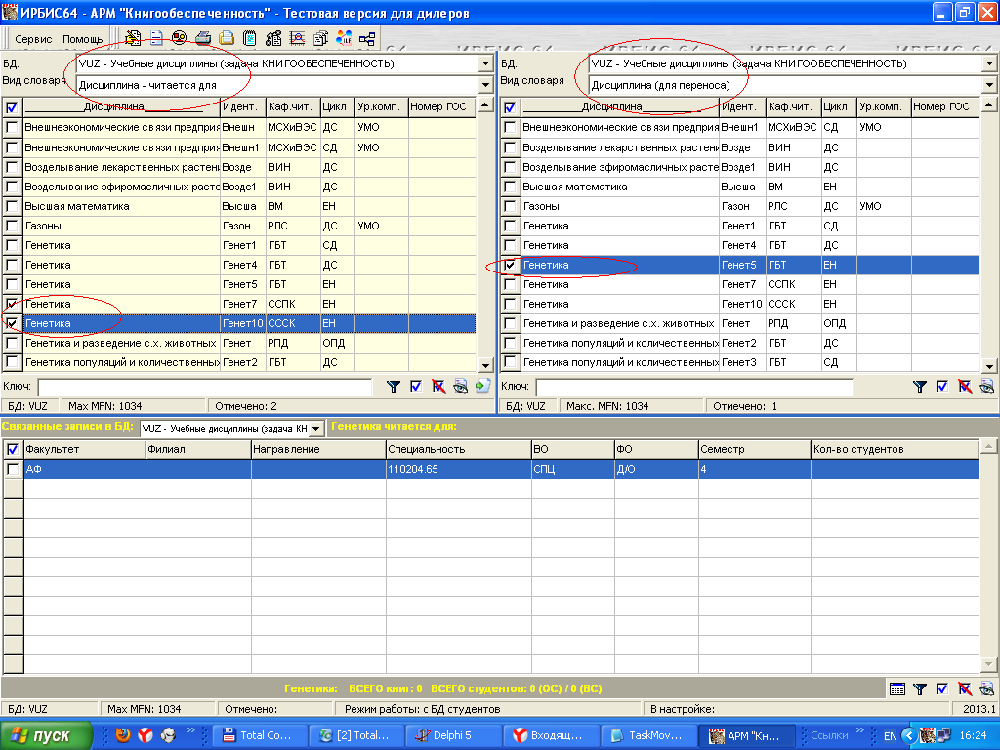 ИРБИС64 - АРМ "Книгообеспеченность" - Тестовая версия для дилеров
Сервис Помощь
БД: VUZ - Учебные дисциплины (задача КНИГООБЕСПЕЧЕННОСТЬ)
Вид словаря Дисциплина - читается для
Дисциплина Идент. Каф.чит. Цикл Ур.комп. Номер ГОС
Внешнеэкономические связи предприя Внешн МСХиВЭС ДС УМО
Внешнеэкономические связи предприя Внешн1 МСХиВЭС СД УМО
Возделывание лекарственных растени Возде ВИН ДС
Возделывание эфиромасличных расте Возде1 ВИН ДС
Высшая математика Высша ВМ ЕН
Газоны Газон РЛС ДС УМО
Генетика Генет1 ГБТ СД
Генетика Генет4 ГБТ ДС
Генетика Генет5 ГБТ ЕН
Генетика Генет7 ССПК ЕН
Генетика Генет10 СССК ЕН
Генетика и разведение с.х. животных Генет РПД ОПД
Генетика популяций и количественных Генет2 ГБТ ДС
Ключ:
БД: VUZ Max MFN: 1034 Отмечено: 2
БД: VUZ - Учебные дисциплины (задача КНИГООБЕСПЕЧЕННОСТЬ)
Вид словаря Дисциплина (для переноса)
Дисциплина Идент. Каф.чит. Цикл Ур.комп. Номер ГОС
Внешнеэкономические связи предприя Внешн1 МСХиВЭС СД УМО
Возделывание лекарственных растени Возде ВИН ДС
Возделывание эфиромасличных расте Возде1 ВИН ДС
Высшая математика Высша ВМ ЕН
Газоны Газон РЛС ДС УМО
Генетика Генет1 ГБТ СД
Генетика Генет4 ГБТ ДС
Генетика Генет5 ГБТ ЕН
Генетика Генет7 ССПК ЕН
Генетика Генет10 СССК ЕН
Генетика и разведение с.х. животных Генет РПД ОПД
Генетика популяций и количественных Генет2 ГБТ ДС
Генетика популяций и количественных Генет3 ГБТ СД
Ключ:
БД: VUZ Макс. MFN: 1034 Отмечено: 1
Связанные записи в БД: VUZ - Учебные дисциплины (задача КН Генетика читается для:
Факультет Филиал Направление Специальность ВО ФО Семестр Кол-во студентов
АФ 110204.65 СПЦ Д/О 4
Генетика: ВСЕГО книг: 0 ВСЕГО студентов: 0 (ОС) / 0 (ВС)
БД: VUZ Max MFN: 1034 Отмечено: Режим работы: с БД студентов В настройке: 2013.1
пуск Total Co... [2] Total... Delphi 5 Входящ... TaskMov... АРМ "Кн... Ссылки EN 16:24